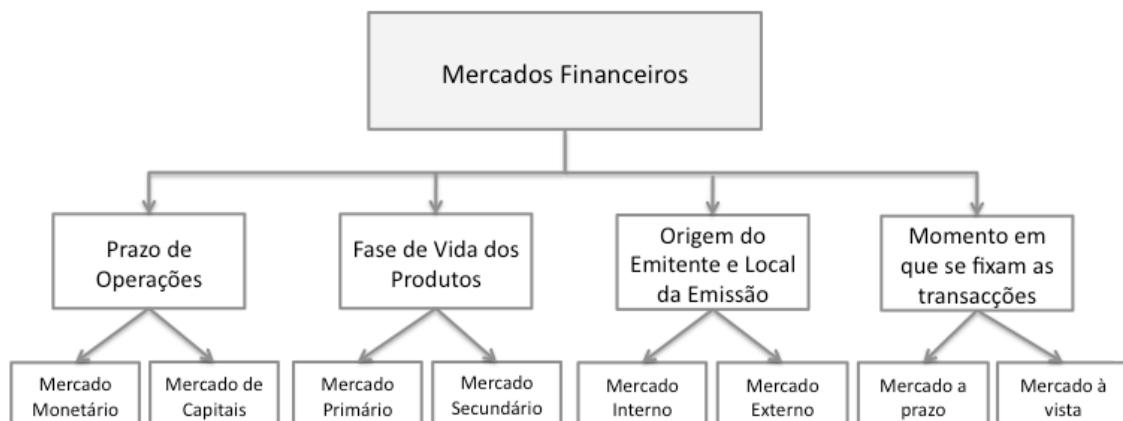 Mercados Financeiros
Prazo de
Operações
Fase de Vida dos
Produtos
Origem do
Emitente e Local
da Emissão
Momento em
que se fixam as
transacções
Mercado
Monetário
Mercado de
Capitais
Mercado
Primário
Mercado
Secundário
Mercado
Interno
Mercado
Externo
Mercado a
prazo
Mercado à
vista